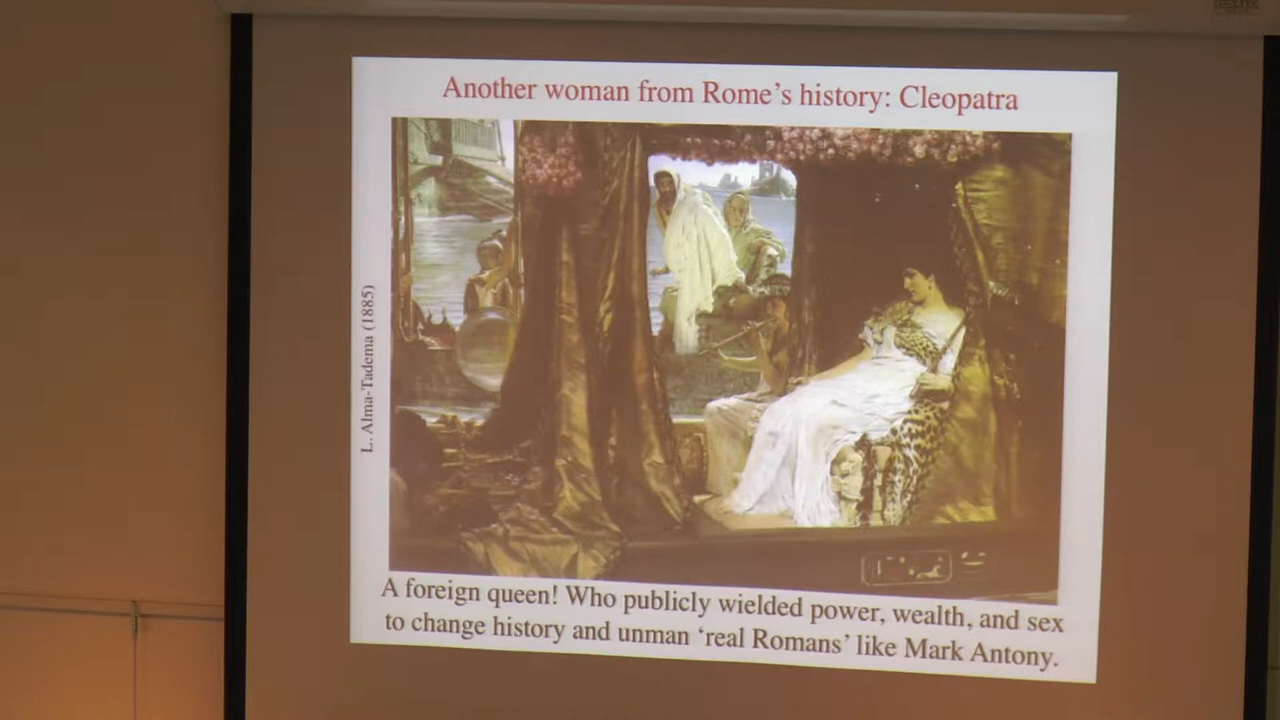 Another woman from Rome's history: Cleopatra
L. Alma-Tadema (1885)
A foreign queen! Who publicly wielded power, wealth, and sex
to change history and unman ‘real Romans’ like Mark Antony.